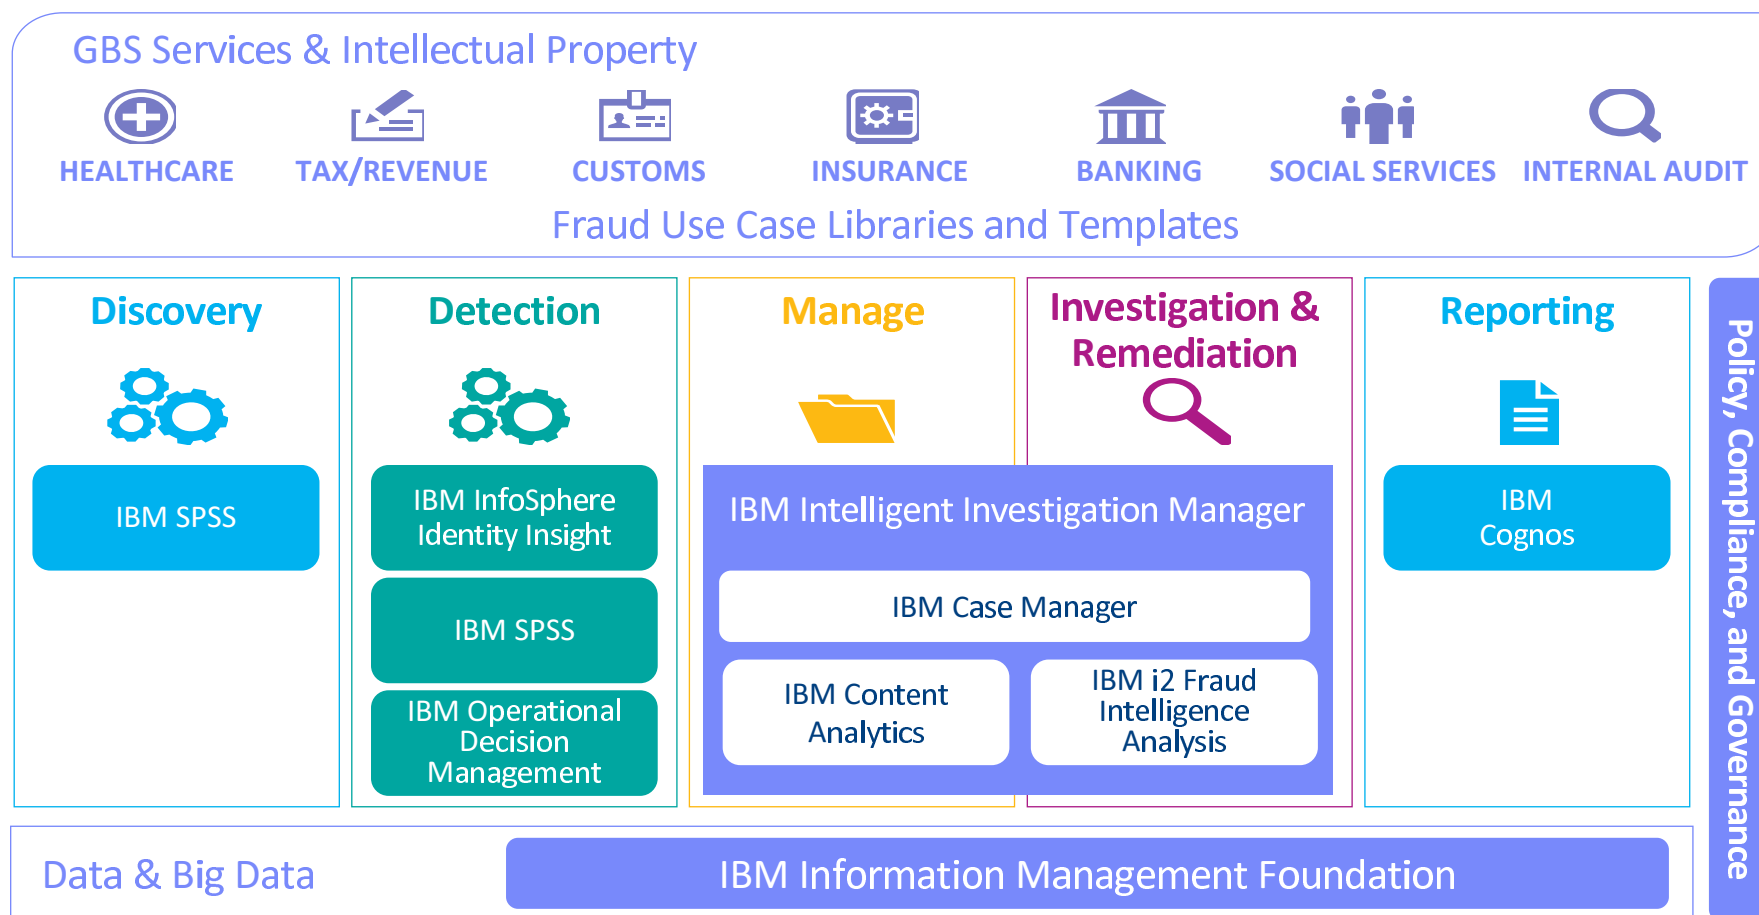 GBS Services & Intellectual Property
HEALTHCARE
TAX/REVENUE
CUSTOMS
INSURANCE
BANKING
SOCIAL SERVICES
INTERNAL AUDIT
Fraud Use Case Libraries and Templates
Discovery
IBM SPSS
Detection
IBM InfoSphere
Identity Insight
IBM SPSS
IBM Operational
Decision
Management
Manage
Investigation &
Remediation
IBM Intelligent Investigation Manager
IBM Case Manager
IBM Content
Analytics
IBM i2 Fraud
Intelligence
Analysis
Reporting
IBM
Cognos
Policy, Compliance, and Governance
Data & Big Data
IBM Information Management Foundation